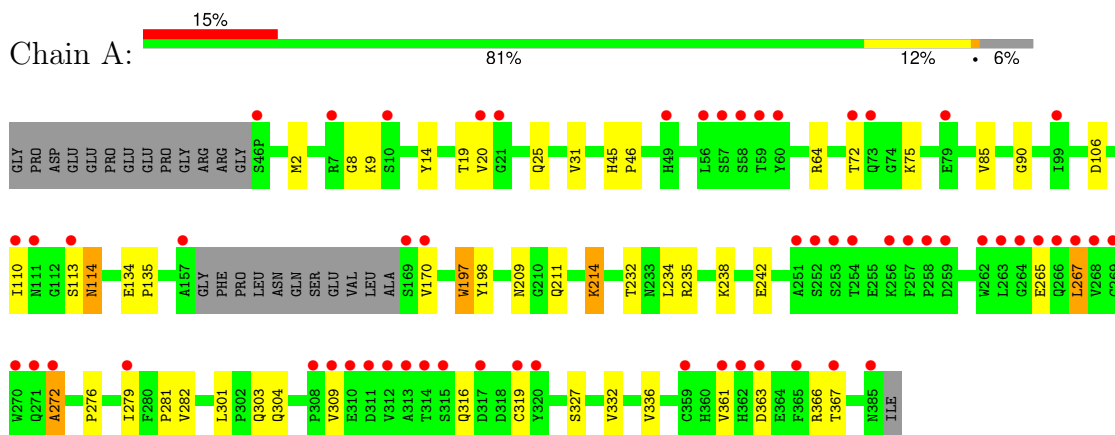 15%
Chain A:
81% 12% • 6%
GLY PRO ASP GLU GLU PRO GLU GLU PRO GLY ARG ARG GLY S46P M2 R7 G8 K9 S10 Y14 T19 V20 G21 Q25 V31 H45 P46 H49 L56 S57 S58 T59 Y60 R64 T72 Q73 G74 K75 E79 V85 G90 I99 D106
I110 N111 G112 S113 N114 E134 P135 A157 GLY PHE PRO LEU ASN GLN SER GLU VAL LEU ALA S169 V170 W197 Y198 N209 G210 Q211 K214 T232 N233 L234 R235 K238 E242 A251 S252 S253 T254 E255 K256 F257 P258 D259 W262 L263 G264 E265 Q266 L267 V268
W270 Q271 A272 P276 I279 F280 P281 V282 L301 P302 Q303 Q304 P308 V309 E310 D311 V312 A313 T314 S315 Q316 D317 D318 C319 Y320 S327 V332 V336 C359 H360 V361 H362 D363 E364 F365 R366 T367 N385 ILE